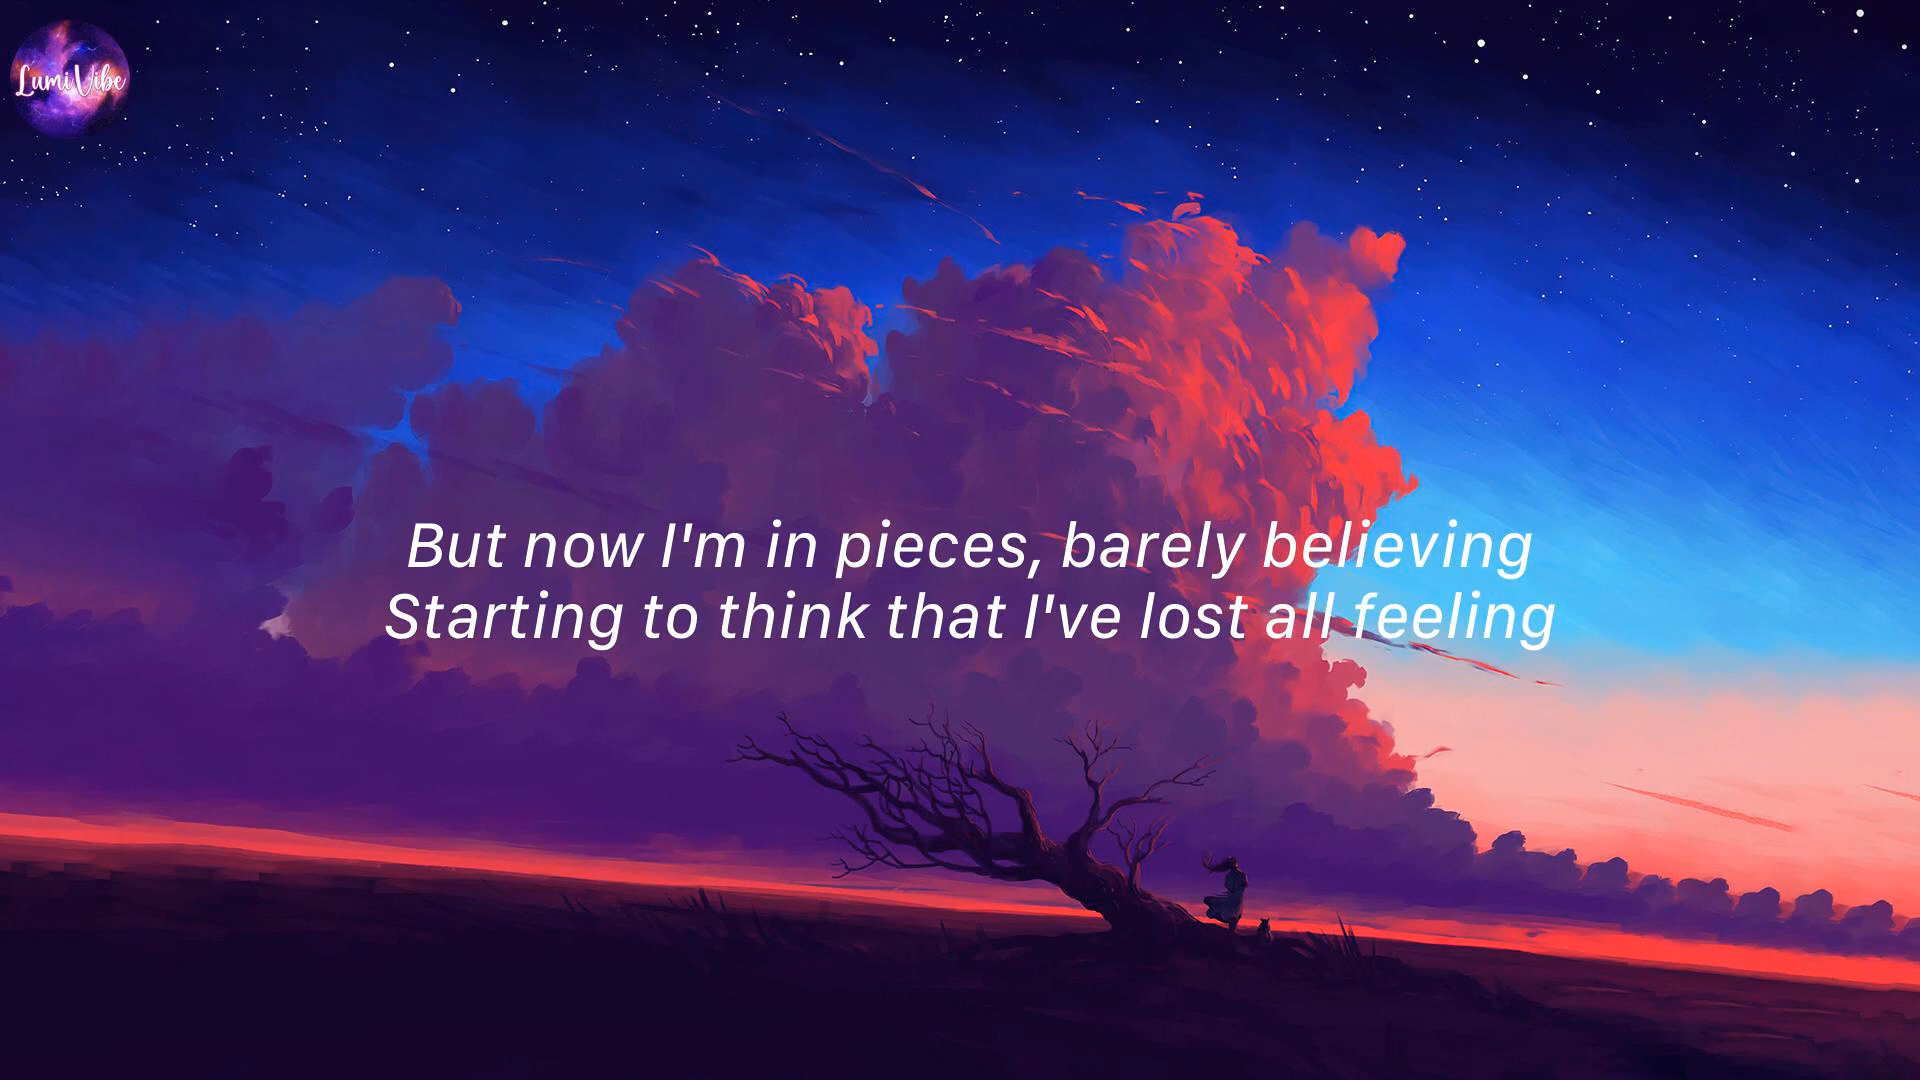 LumiVibe
But now I'm in pieces, barely believing
Starting to think that I've lost all feeling